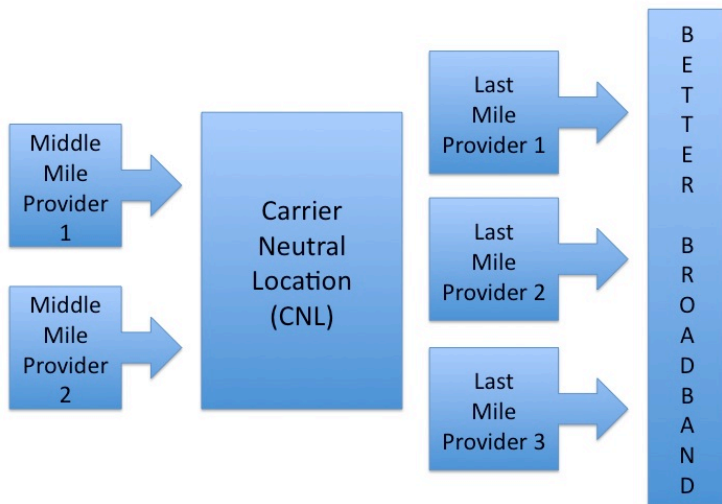 Middle
Mile
Provider
1
Middle
Mile
Provider
2
Carrier
Neutral
Location
(CNL)
Last
Mile
Provider 1
Last
Mile
Provider 2
Last
Mile
Provider 3
B
E
T
T
E
R
B
R
O
A
D
B
A
N
D